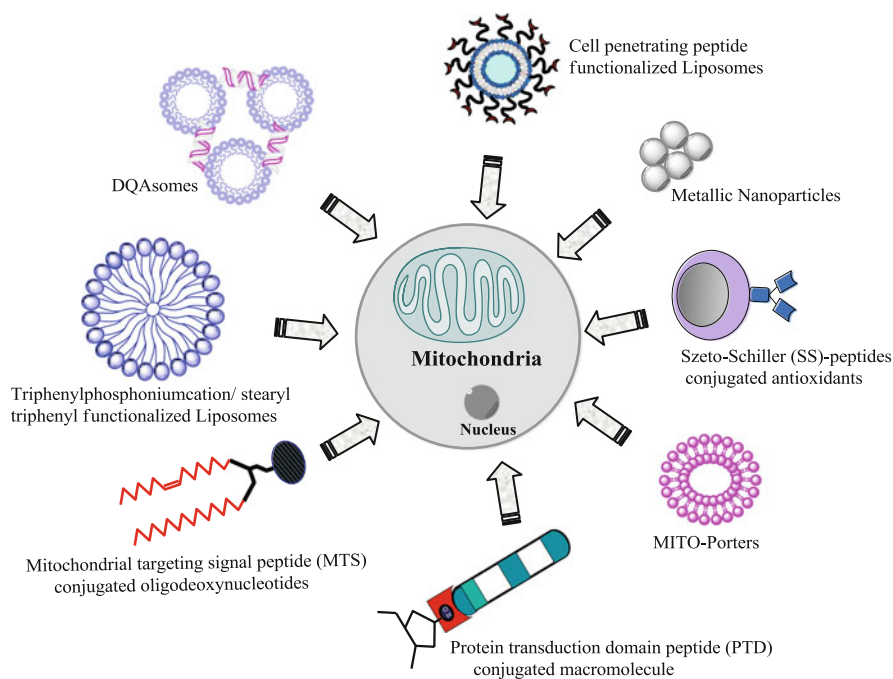 Cell penetrating peptide
functionalized Liposomes
DQAsomes
Metallic Nanoparticles
Mitochondria
Nucleus
Szeto-Schiller (SS)-peptides
conjugated antioxidants
Triphenylphosphoniumcation/ stearyl
triphenyl functionalized Liposomes
MITO-Porters
Mitochondrial targeting signal peptide (MTS)
conjugated oligodeoxynucleotides
Protein transduction domain peptide (PTD)
conjugated macromolecule